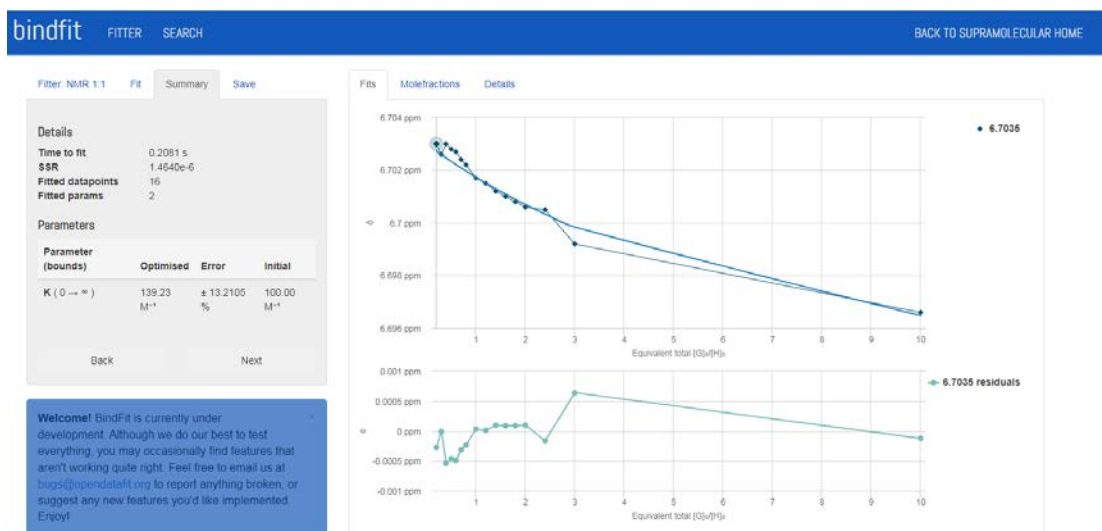 bindfit FITTER SEARCH BACK TO SUPRAMOLECULAR HOME
Fitter: NMR 1:1 Fit Summary Save
Details
Time to fit 0.2081 s
SSR 1.4640e-6
Fitted datapoints 16
Fitted params 2
Parameters
Parameter (bounds) Optimised Error Initial
K ( 0 → ∞ ) 139.23 M⁻¹ ± 13.2105 % 100.00 M⁻¹
Back Next
Welcome! BindFit is currently under
development. Although we do our best to test
everything, you may occasionally find features that
aren't working quite right. Feel free to email us at
bugs@opendatafit.org to report anything broken, or
suggest any new features you'd like implemented.
Enjoy!
Fits Molefractions Details
6.704 ppm
6.702 ppm
6.7 ppm
6.698 ppm
6.696 ppm
δ
1 2 3 4 5 6 7 8 9 10
Equivalent total [G]₀/[H]₀
6.7035
0.001 ppm
0.0005 ppm
0 ppm
-0.0005 ppm
-0.001 ppm
δ
1 2 3 4 5 6 7 8 9 10
Equivalent total [G]₀/[H]₀
6.7035 residuals